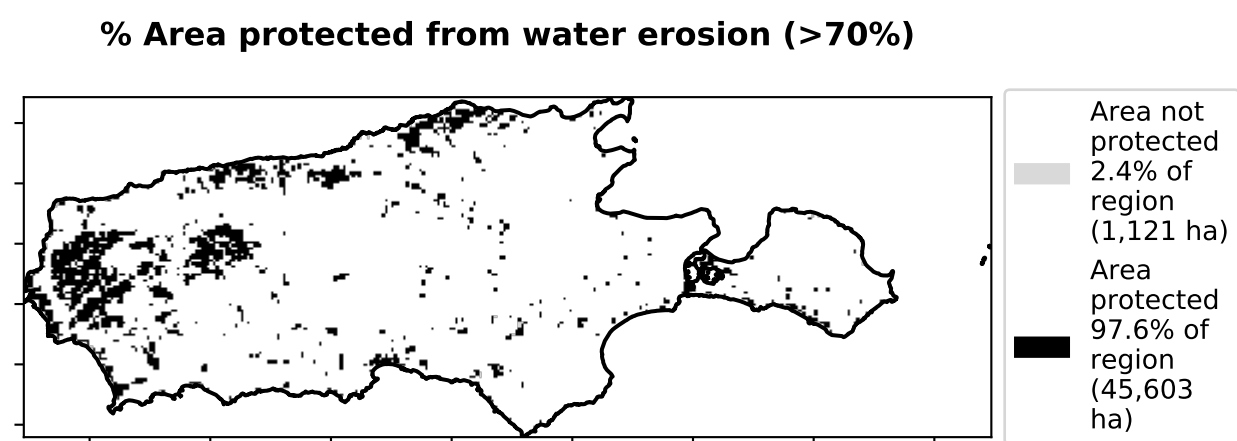 % Area protected from water erosion (>70%)
Area not
protected
2.4% of
region
(1,121 ha)
Area
protected
97.6% of
region
(45,603
ha)